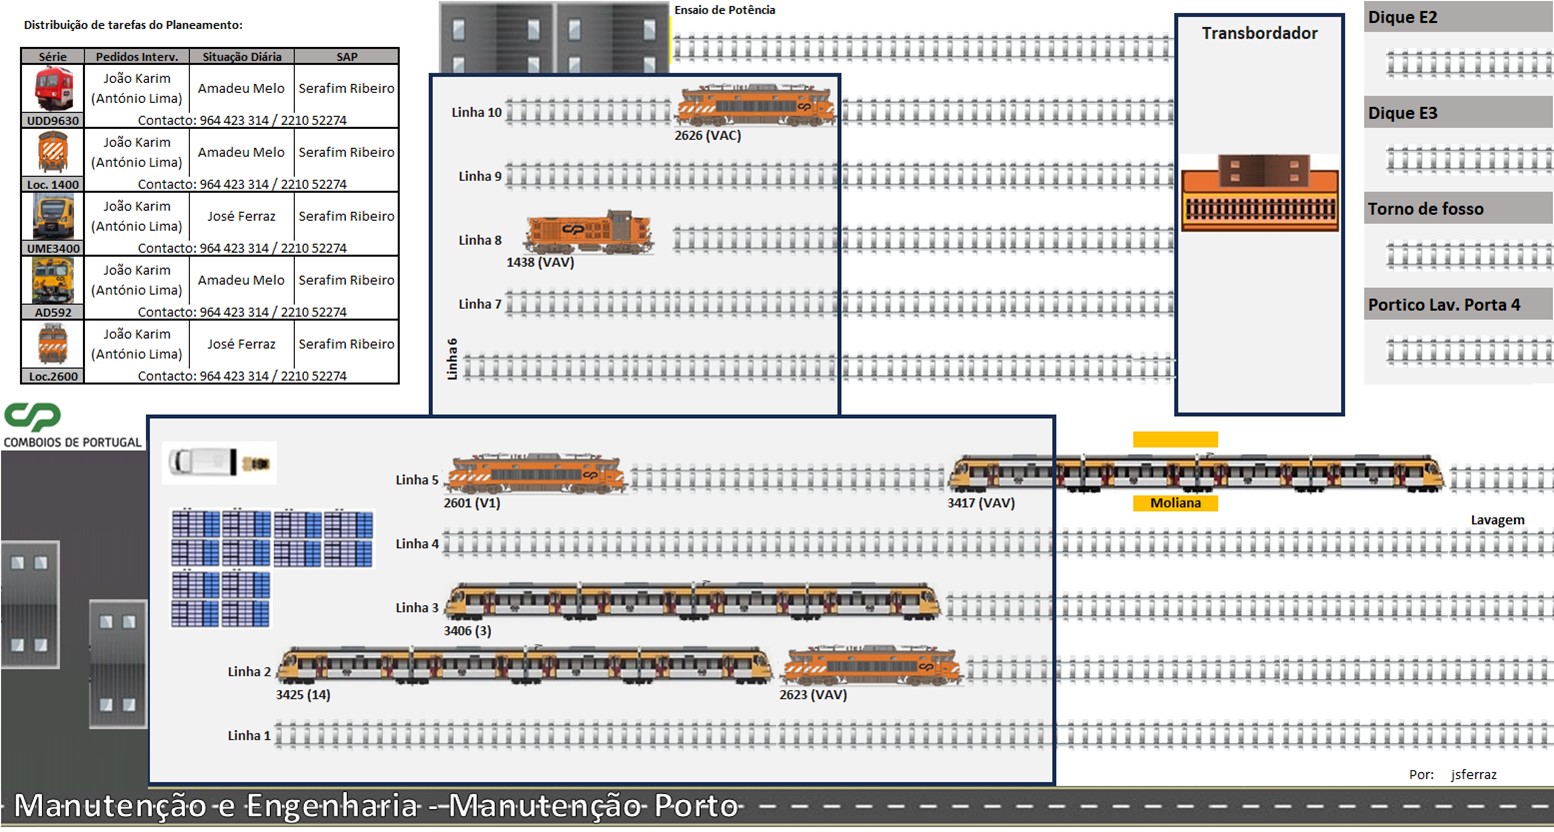 Distribuição de tarefas do Planeamento:
Série Pedidos Interv. Situação Diária SAP
UDD9630 João Karim (António Lima) Amadeu Melo Serafim Ribeiro
Contacto: 964 423 314 / 2210 52274
Loc. 1400 João Karim (António Lima) Amadeu Melo Serafim Ribeiro
Contacto: 964 423 314 / 2210 52274
UME3400 João Karim (António Lima) José Ferraz Serafim Ribeiro
Contacto: 964 423 314 / 2210 52274
AD592 João Karim (António Lima) Amadeu Melo Serafim Ribeiro
Contacto: 964 423 314 / 2210 52274
Loc.2600 João Karim (António Lima) José Ferraz Serafim Ribeiro
Contacto: 964 423 314 / 2210 52274
Ensaio de Potência
Linha 10
2626 (VAC)
Linha 9
Linha 8
1438 (VAV)
Linha 7
Linha 6
Transbordador
Dique E2
Dique E3
Torno de fosso
Portico Lav. Porta 4
CP
COMBOIOS DE PORTUGAL
Linha 5
2601 (V1)
3417 (VAV)
Moliana
Lavagem
Linha 4
Linha 3
3406 (3)
Linha 2
3425 (14)
2623 (VAV)
Linha 1
Por: jsferraz
Manutenção e Engenharia - Manutenção Porto